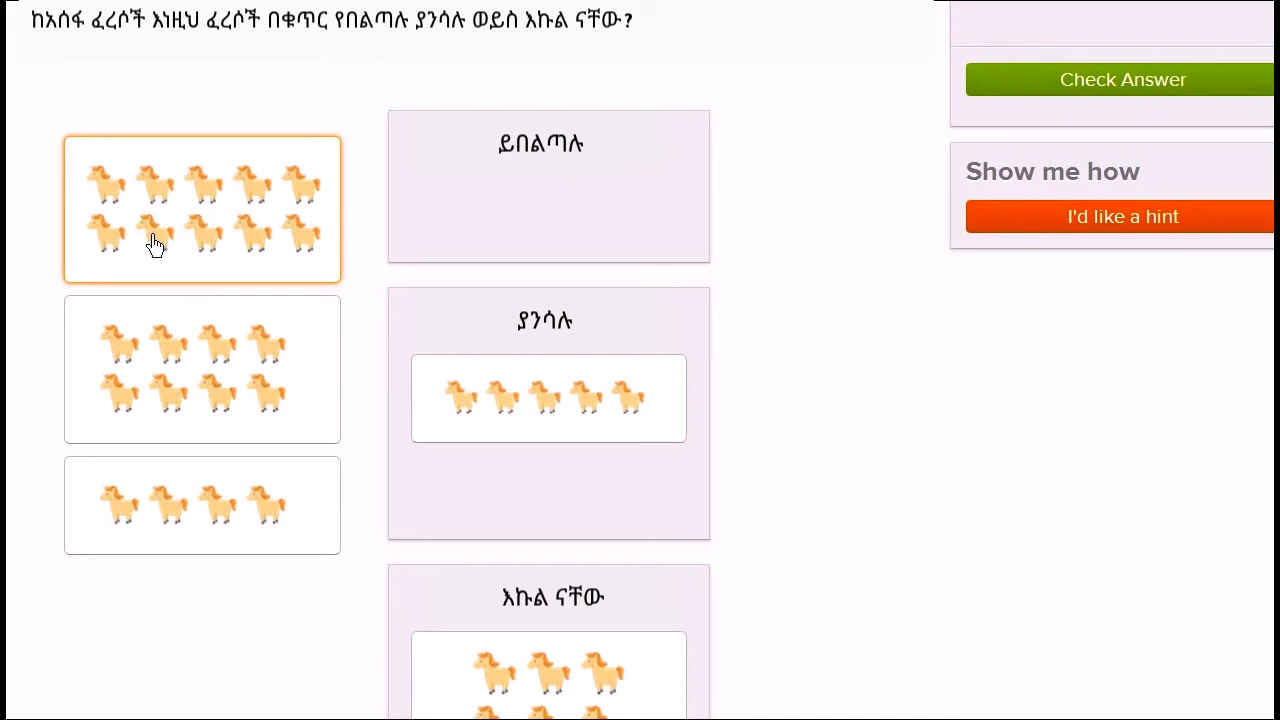 ከአሰፋ ፈረሶች እነዚህ ፈረሶች በቁጥር የበልጣሉ ያንሳሉ ወይስ እኩል ናቸው?
Check Answer
Show me how
I'd like a hint
ይበልጣሉ
ያንሳሉ
እኩል ናቸው